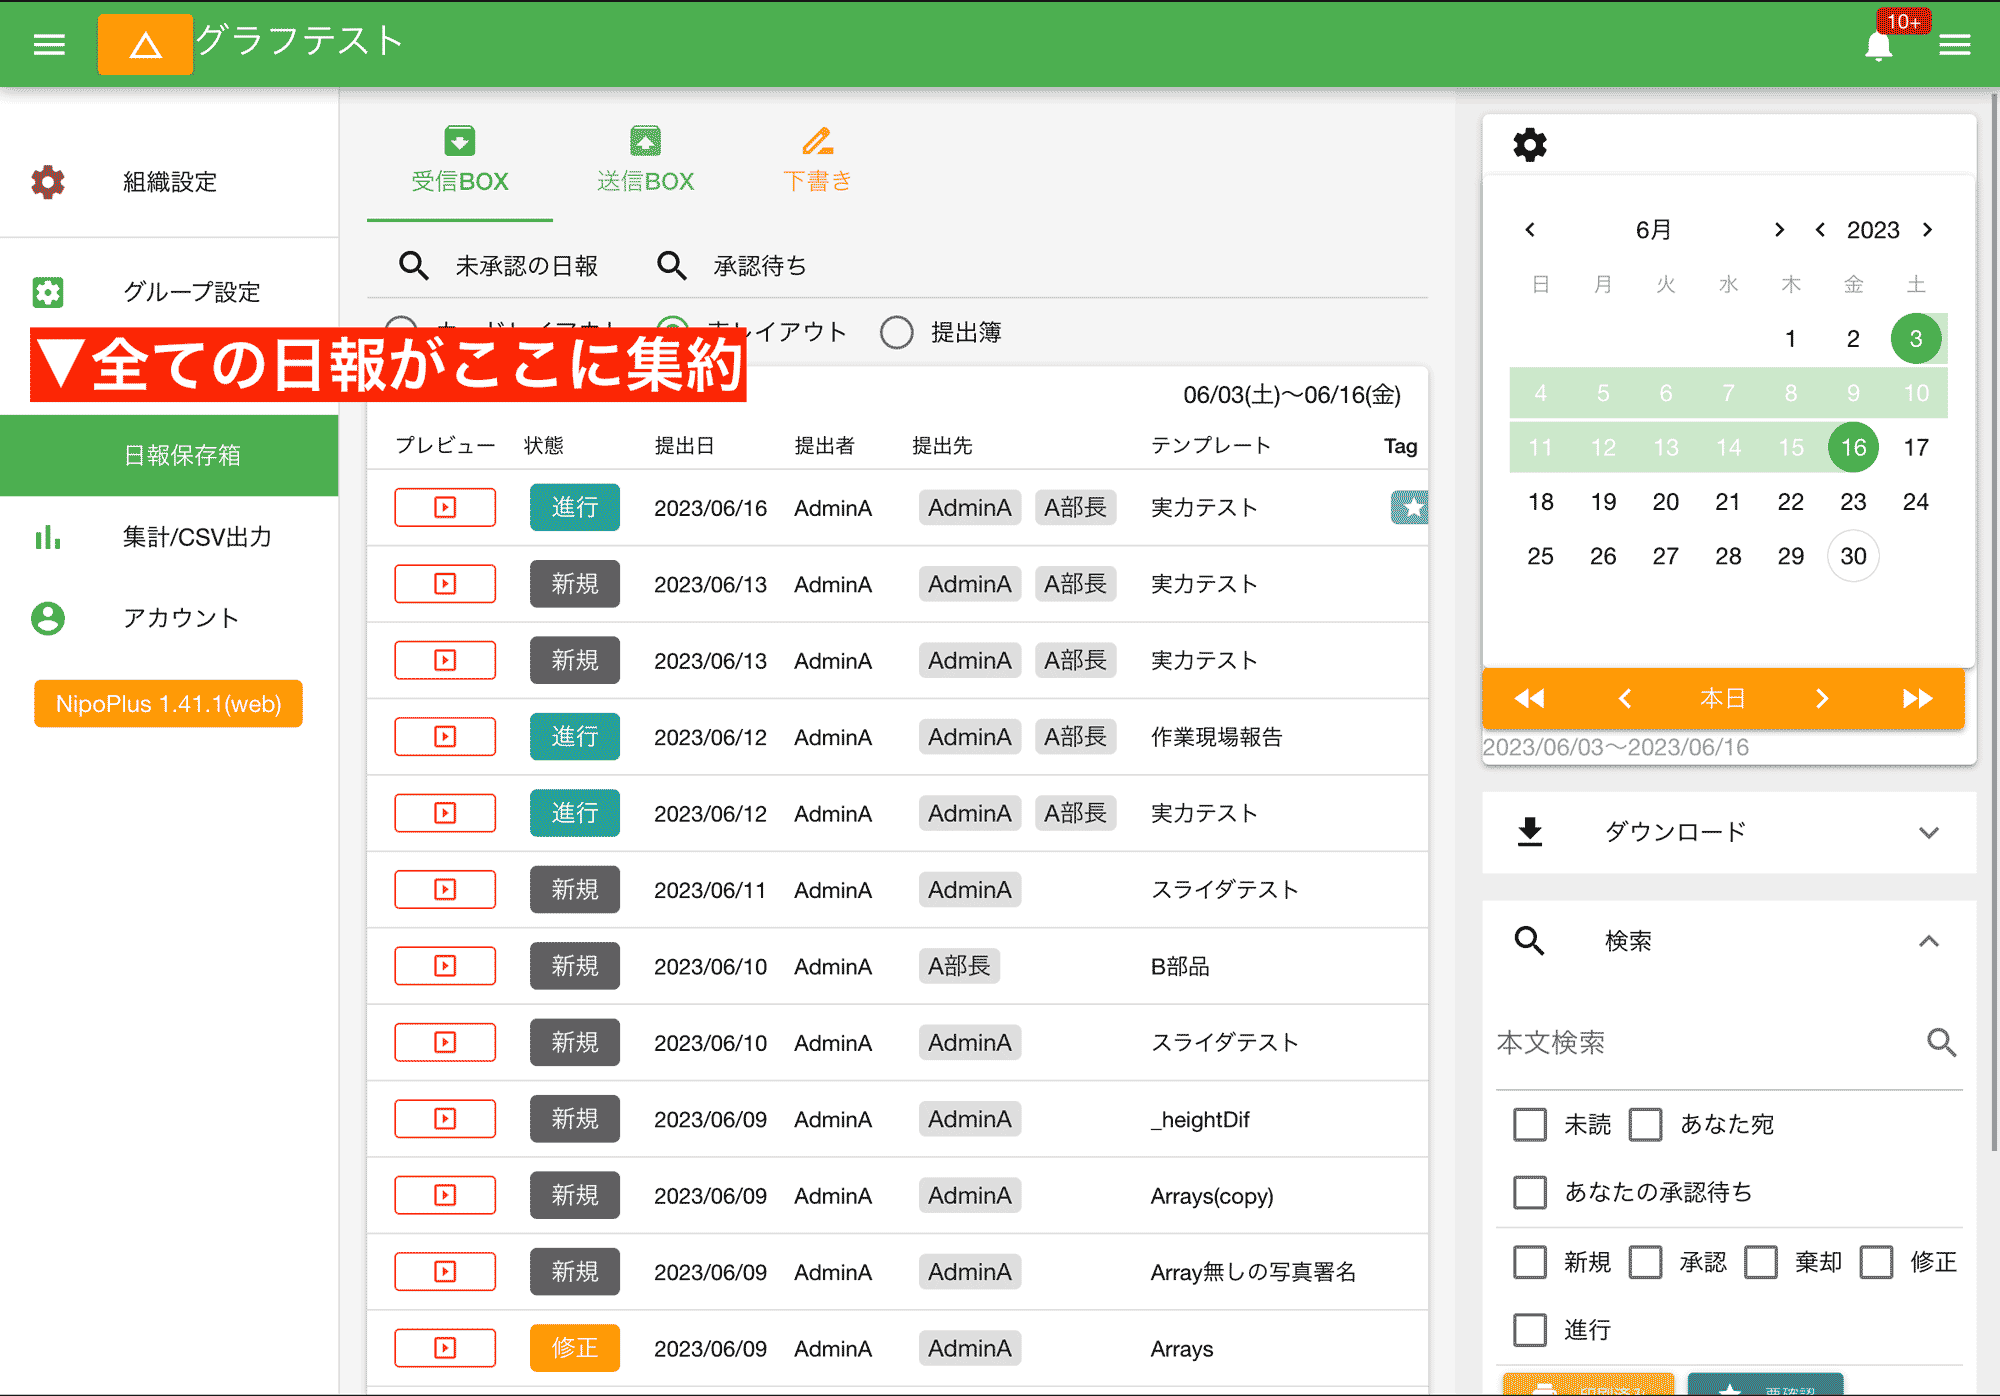 グラフテスト
10+
組織設定
グループ設定
▼全ての日報がここに集約
日報保存箱
集計/CSV出力
アカウント
NipoPlus 1.41.1(web)
受信BOX 送信BOX 下書き
未承認の日報 承認待ち
表レイアウト 提出簿
06/03(土)〜06/16(金)
プレビュー 状態 提出日 提出者 提出先 テンプレート Tag
進行 2023/06/16 AdminA AdminA A部長 実力テスト
新規 2023/06/13 AdminA AdminA A部長 実力テスト
新規 2023/06/13 AdminA AdminA A部長 実力テスト
進行 2023/06/12 AdminA AdminA A部長 作業現場報告
進行 2023/06/12 AdminA AdminA A部長 実力テスト
新規 2023/06/11 AdminA AdminA スライダテスト
新規 2023/06/10 AdminA A部長 B部品
新規 2023/06/10 AdminA AdminA スライダテスト
新規 2023/06/09 AdminA AdminA _heightDif
新規 2023/06/09 AdminA AdminA Arrays(copy)
新規 2023/06/09 AdminA AdminA Array無しの写真署名
修正 2023/06/09 AdminA AdminA Arrays
6月 2023
日 月 火 水 木 金 土
1 2 3
4 5 6 7 8 9 10
11 12 13 14 15 16 17
18 19 20 21 22 23 24
25 26 27 28 29 30
本日
2023/06/03〜2023/06/16
ダウンロード
検索
本文検索
未読 あなた宛
あなたの承認待ち
新規 承認 棄却 修正
進行